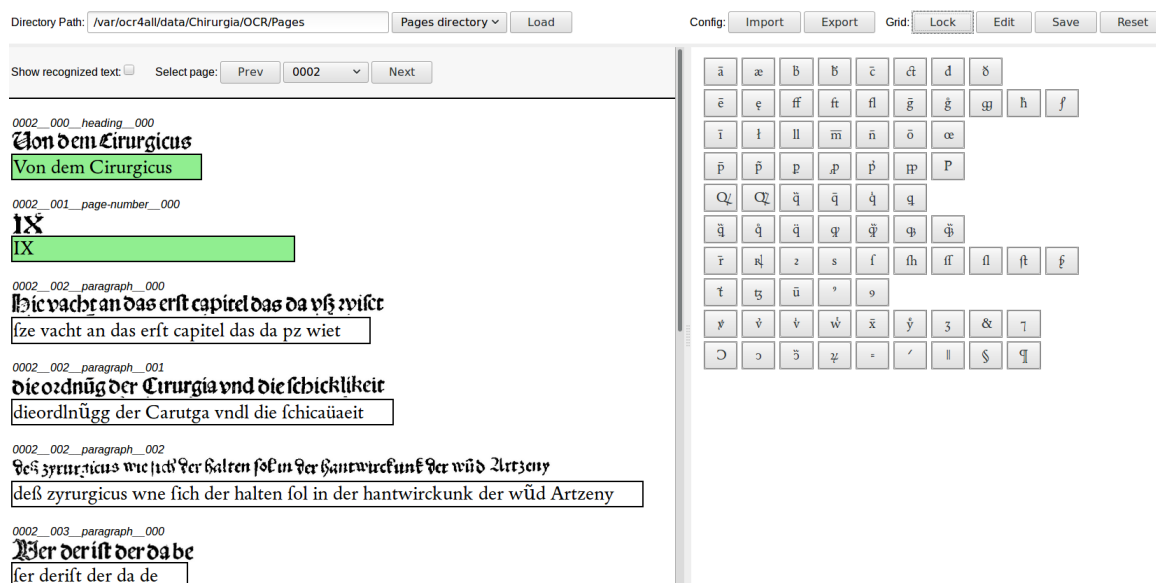 Directory Path: /var/ocr4all/data/Chirurgia/OCR/Pages Pages directory Load Config: Import Export Grid: Lock Edit Save Reset
Show recognized text: Select page: Prev 0002 Next
0002__000__heading__000
Von dem Cirurgicus
Von dem Cirurgicus
0002__001__page-number__000
IX
IX
0002__002__paragraph__000
Hie vacht an das erſt capitel das da vſz zwiſct
ſze vacht an das erſt capitel das da pz wiet
0002__002__paragraph__001
die ordnũg der Cirurgia vnd die ſchicklikeit
dieordlnũgg der Carutga vndl die ſchicaüaeit
0002__002__paragraph__002
deß zyrurgicus wie ſich der halten ſol in der hantwirckunk der wũd Artzeny
deß zyrurgicus wne ſich der halten ſol in der hantwirckunk der wũd Artzeny
0002__003__paragraph__000
Wer der iſt der da be
ſer deriſt der da de
ā æ
c̄
ē ę ff ft fl ḡ g̊ ꝙ ħ
ī ł ll m̄ n̄ ō œ
p̄ p̃ ꝑ
q̄
r̄ ꝛ s ſ ſh ſſ ſl ſt
ꜩ ū ꝰ ꝯ
v̊ ẘ x̄ ẙ ʒ & ⁊
Ɔ ɔ ⸗ ‖ § ¶